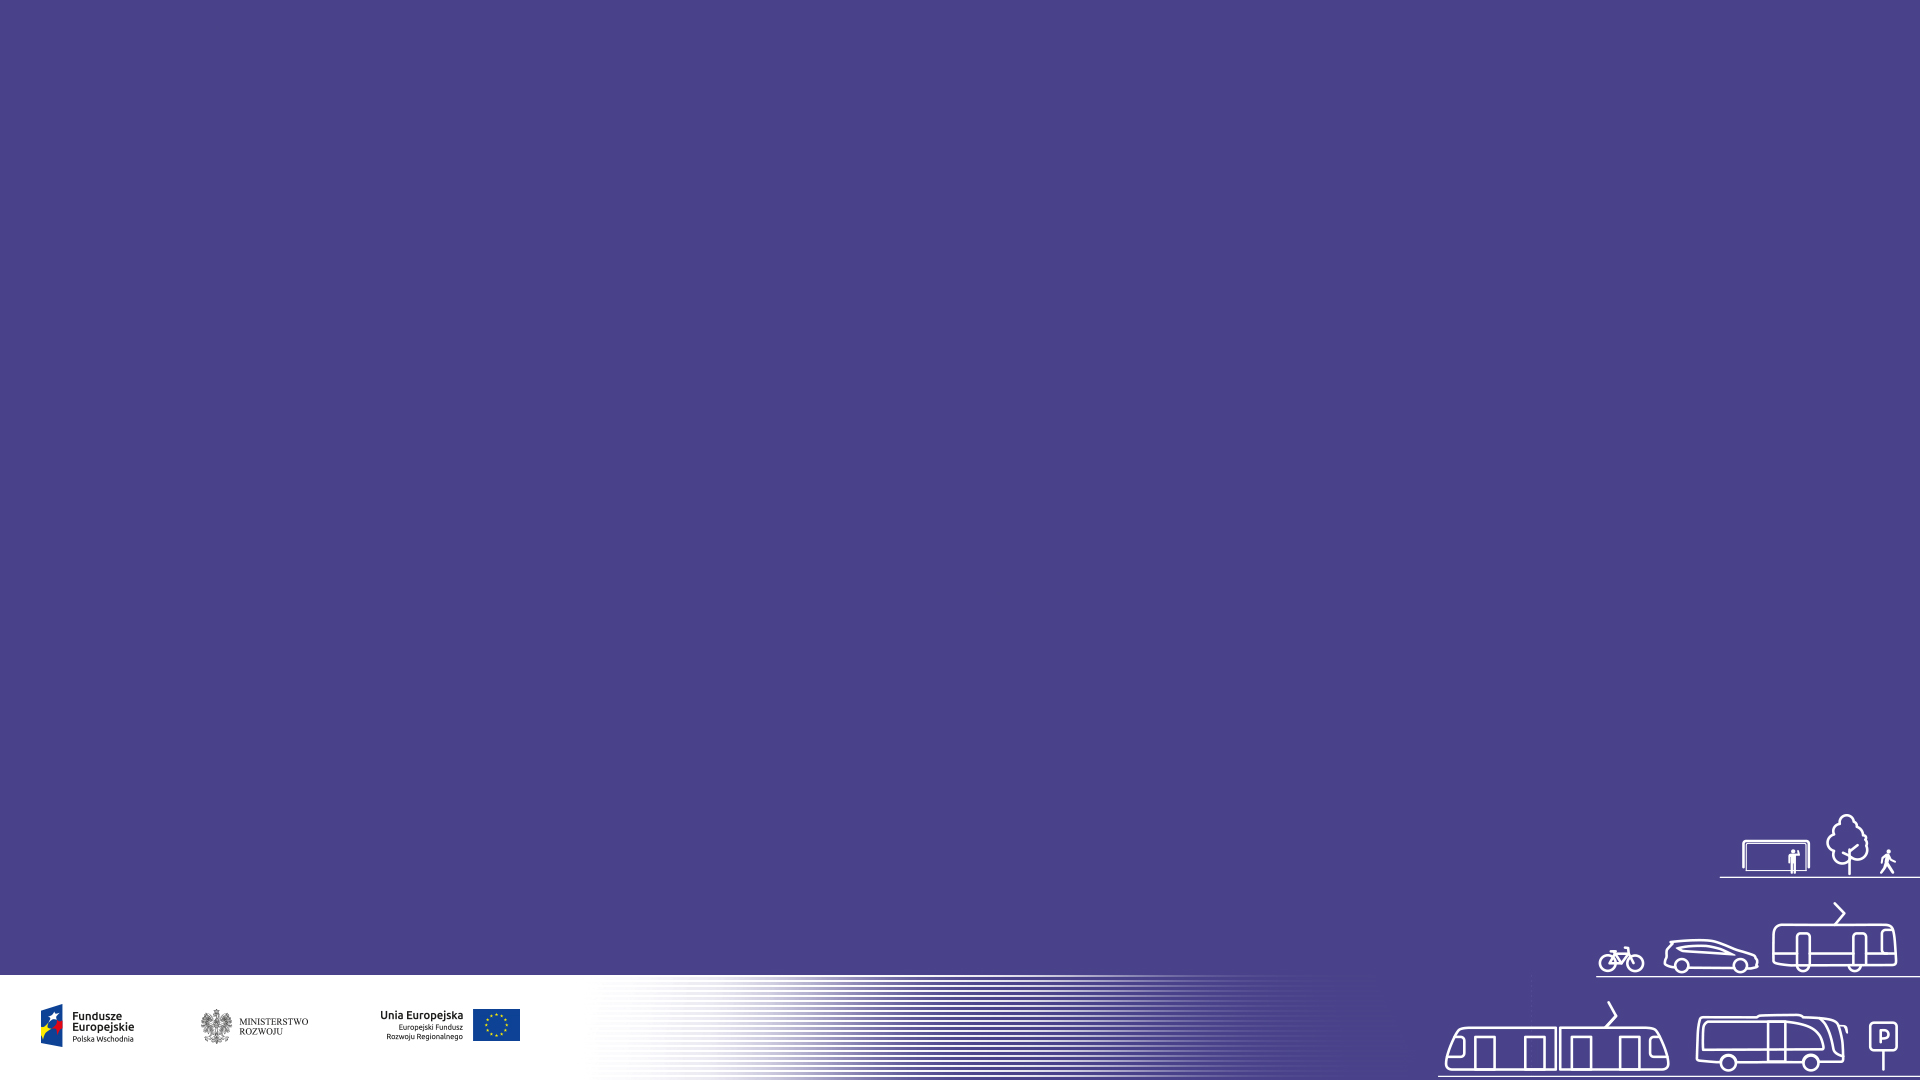 Fundusze
Europejskie
Polska Wschodnia
MINISTERSTWO
ROZWOJU
Unia Europejska
Europejski Fundusz
Rozwoju Regionalnego
P